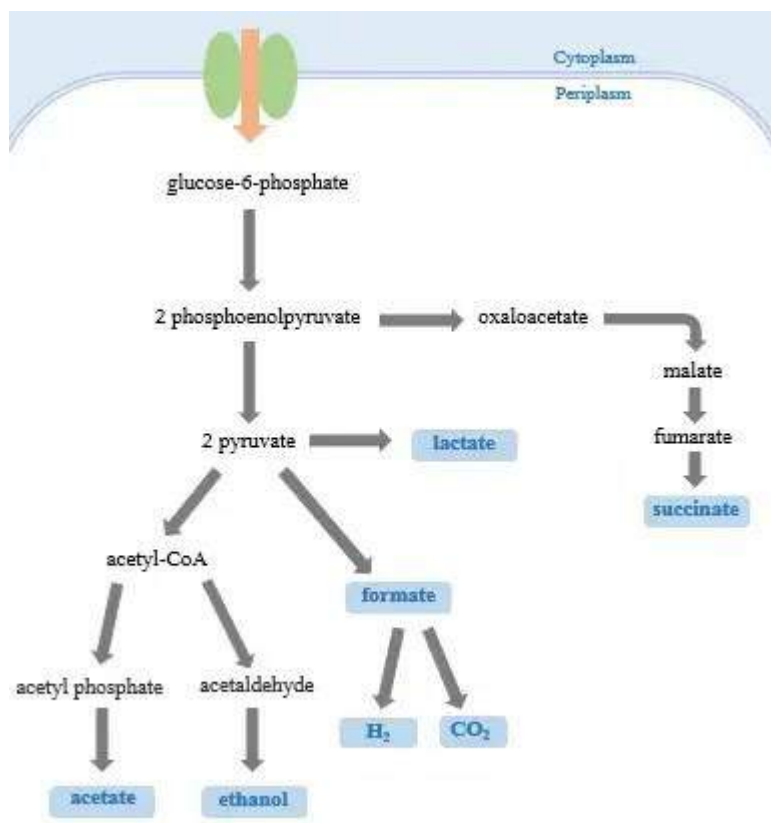 Cytoplasm
Periplasm
glucose-6-phosphate
2 phosphoenolpyruvate
oxaloacetate
malate
2 pyruvate
lactate
fumarate
succinate
acetyl-CoA
formate
acetyl phosphate
acetaldehyde
H₂
CO₂
acetate
ethanol